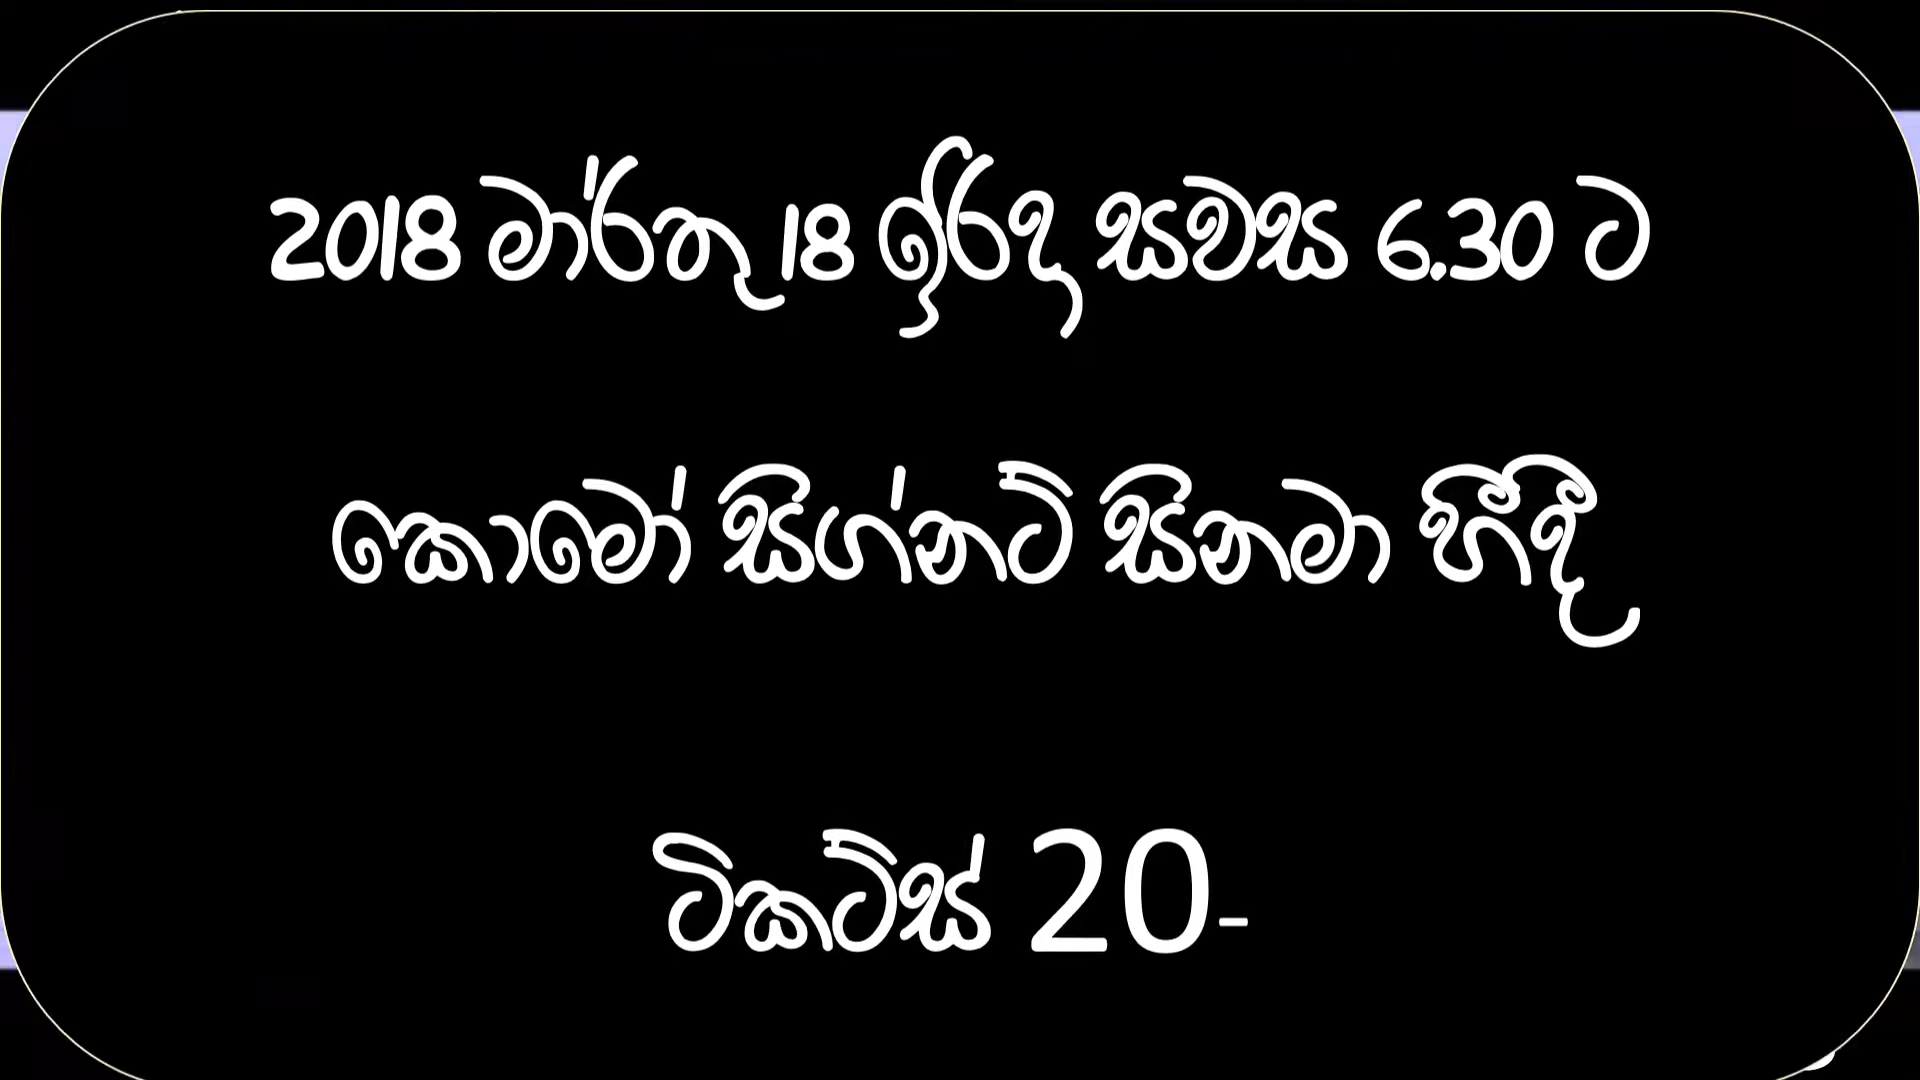 2018 මාර්තු 18 ඉරිදා සවස 6.30 ට
කොමෝ සිග්නට් සිනමා හීදී
ටිකට්ස් 20-